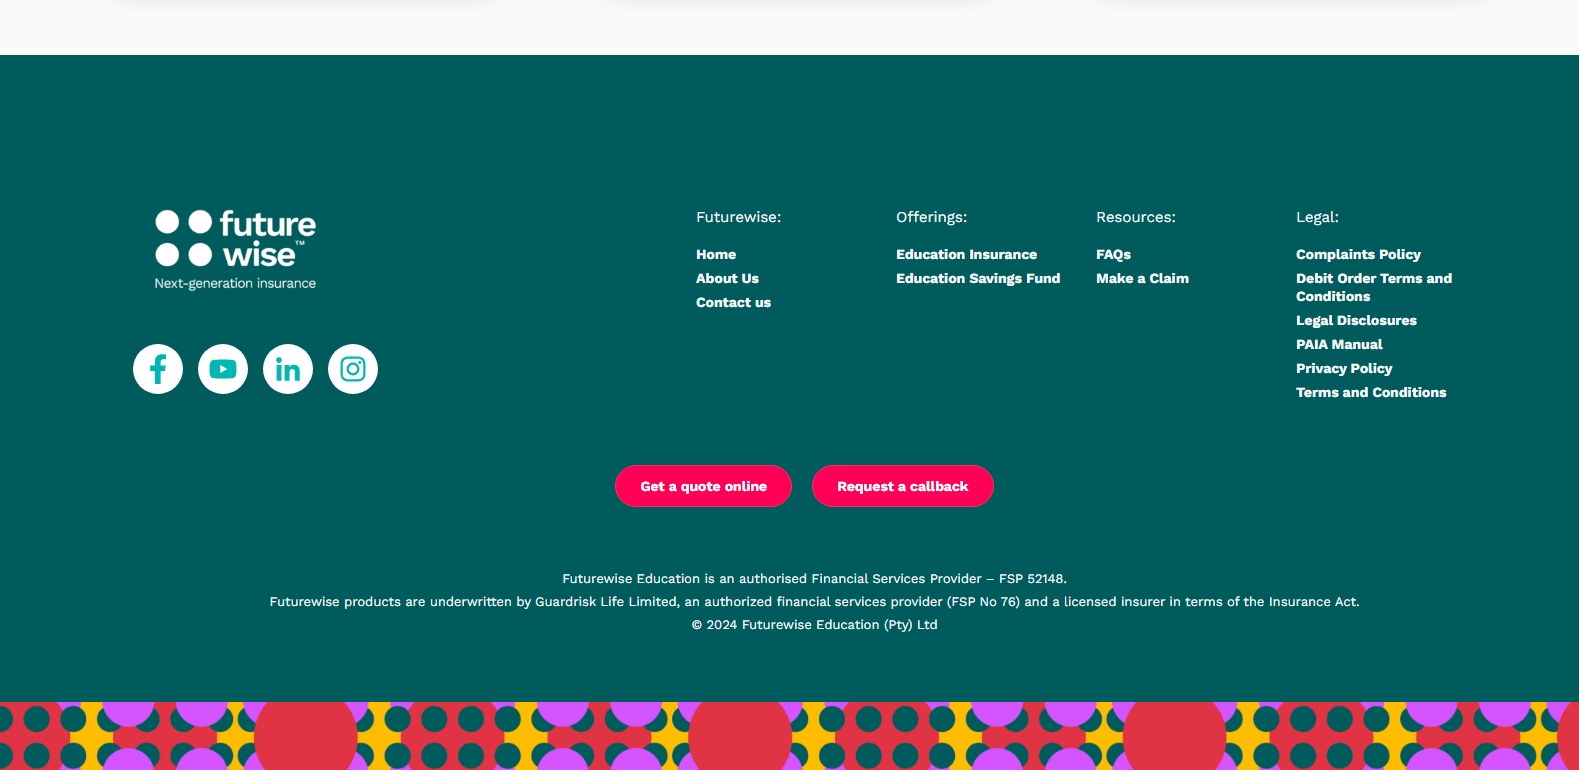 future
wise™
Next-generation insurance
Futurewise:
Home
About Us
Contact us
Offerings:
Education Insurance
Education Savings Fund
Resources:
FAQs
Make a Claim
Legal:
Complaints Policy
Debit Order Terms and
Conditions
Legal Disclosures
PAIA Manual
Privacy Policy
Terms and Conditions
Get a quote online
Request a callback
Futurewise Education is an authorised Financial Services Provider – FSP 52148.
Futurewise products are underwritten by Guardrisk Life Limited, an authorized financial services provider (FSP No 76) and a licensed insurer in terms of the Insurance Act.
© 2024 Futurewise Education (Pty) Ltd